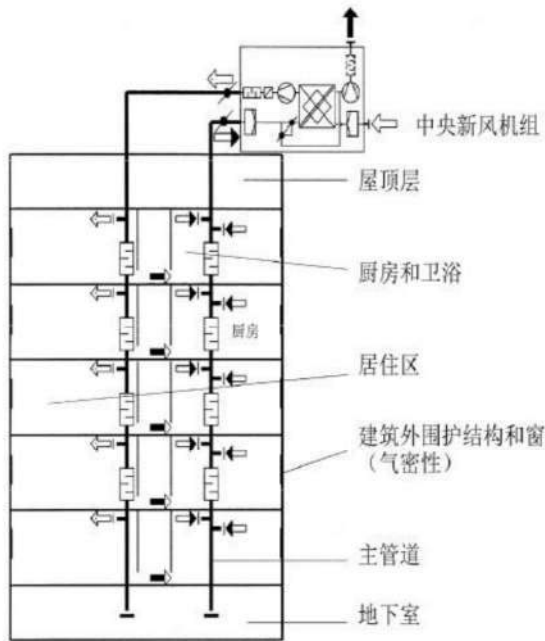 中央新风机组
屋顶层
厨房和卫浴
厨房
居住区
建筑外围护结构和窗
（气密性）
主管道
地下室